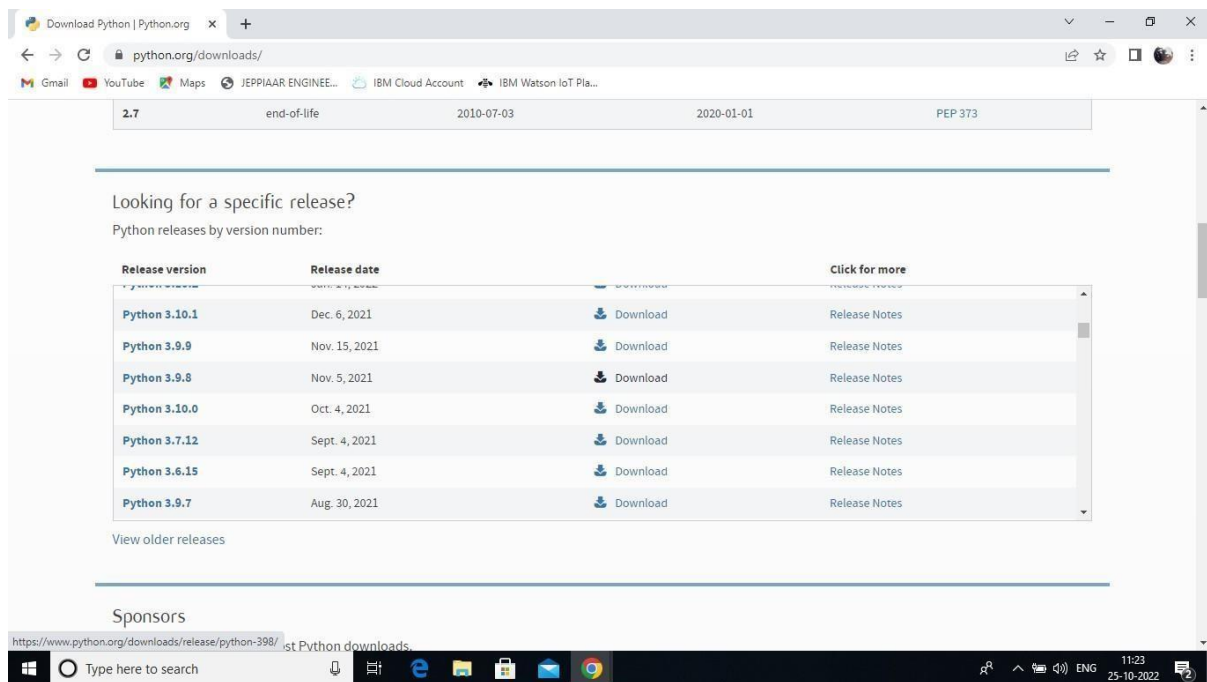 Download Python | Python.org
python.org/downloads/
Gmail YouTube Maps JEPPIAAR ENGINEE... IBM Cloud Account IBM Watson IoT Pla...
2.7 end-of-life 2010-07-03 2020-01-01 PEP 373
Looking for a specific release?
Python releases by version number:
Release version Release date Click for more
Python 3.10.1 Dec. 6, 2021 Download Release Notes
Python 3.9.9 Nov. 15, 2021 Download Release Notes
Python 3.9.8 Nov. 5, 2021 Download Release Notes
Python 3.10.0 Oct. 4, 2021 Download Release Notes
Python 3.7.12 Sept. 4, 2021 Download Release Notes
Python 3.6.15 Sept. 4, 2021 Download Release Notes
Python 3.9.7 Aug. 30, 2021 Download Release Notes
View older releases
Sponsors
https://www.python.org/downloads/release/python-398/ st Python downloads.
Type here to search ENG 11:23
25-10-2022 2